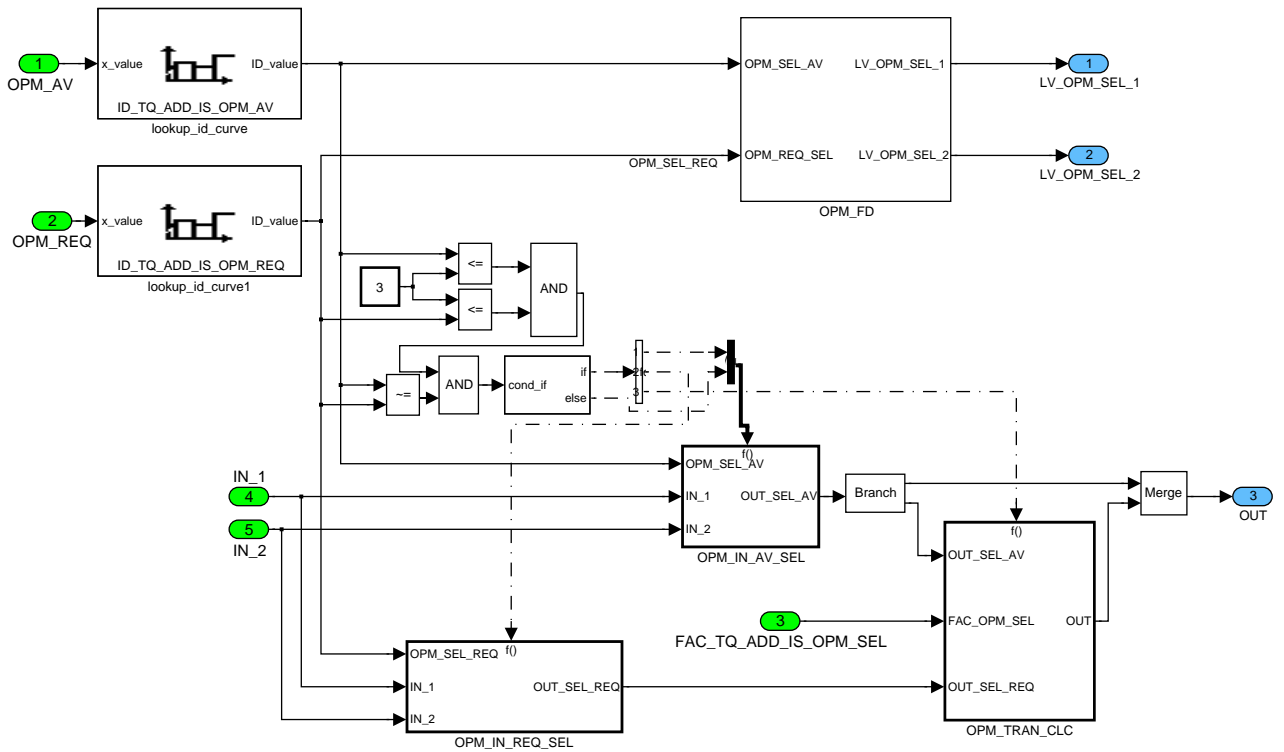 1
OPM_AV
x_value
ID_value
ID_TQ_ADD_IS_OPM_AV
lookup_id_curve
OPM_SEL_AV
LV_OPM_SEL_1
OPM_REQ_SEL
LV_OPM_SEL_2
OPM_FD
1
LV_OPM_SEL_1
2
LV_OPM_SEL_2
OPM_SEL_REQ
2
OPM_REQ
x_value
ID_value
ID_TQ_ADD_IS_OPM_REQ
lookup_id_curve1
3
<=
<=
AND
~=
AND
cond_if
if
else
1
2
3
f()
OPM_SEL_AV
IN_1
OUT_SEL_AV
IN_2
OPM_IN_AV_SEL
IN_1
4
5
IN_2
Branch
Merge
3
OUT
f()
OUT_SEL_AV
FAC_OPM_SEL
OUT
OUT_SEL_REQ
OPM_TRAN_CLC
3
FAC_TQ_ADD_IS_OPM_SEL
f()
OPM_SEL_REQ
IN_1
OUT_SEL_REQ
IN_2
OPM_IN_REQ_SEL